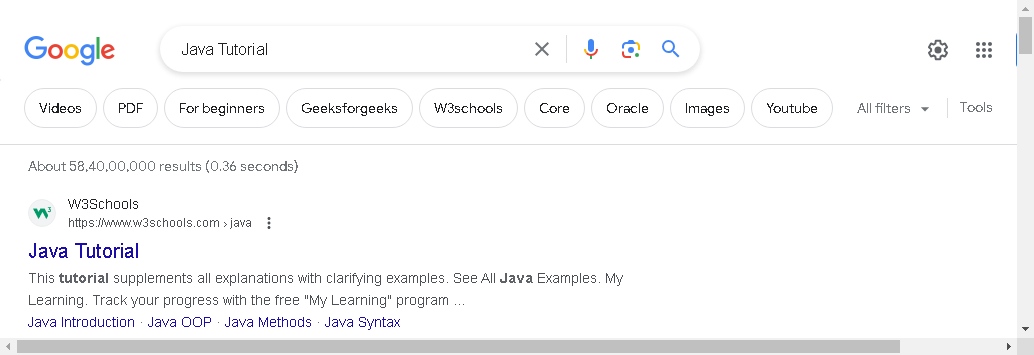 Google
Java Tutorial
Videos PDF For beginners Geeksforgeeks W3schools Core Oracle Images Youtube All filters Tools
About 58,40,00,000 results (0.36 seconds)
W3Schools
https://www.w3schools.com › java
Java Tutorial
This tutorial supplements all explanations with clarifying examples. See All Java Examples. My
Learning. Track your progress with the free "My Learning" program ...
Java Introduction · Java OOP · Java Methods · Java Syntax